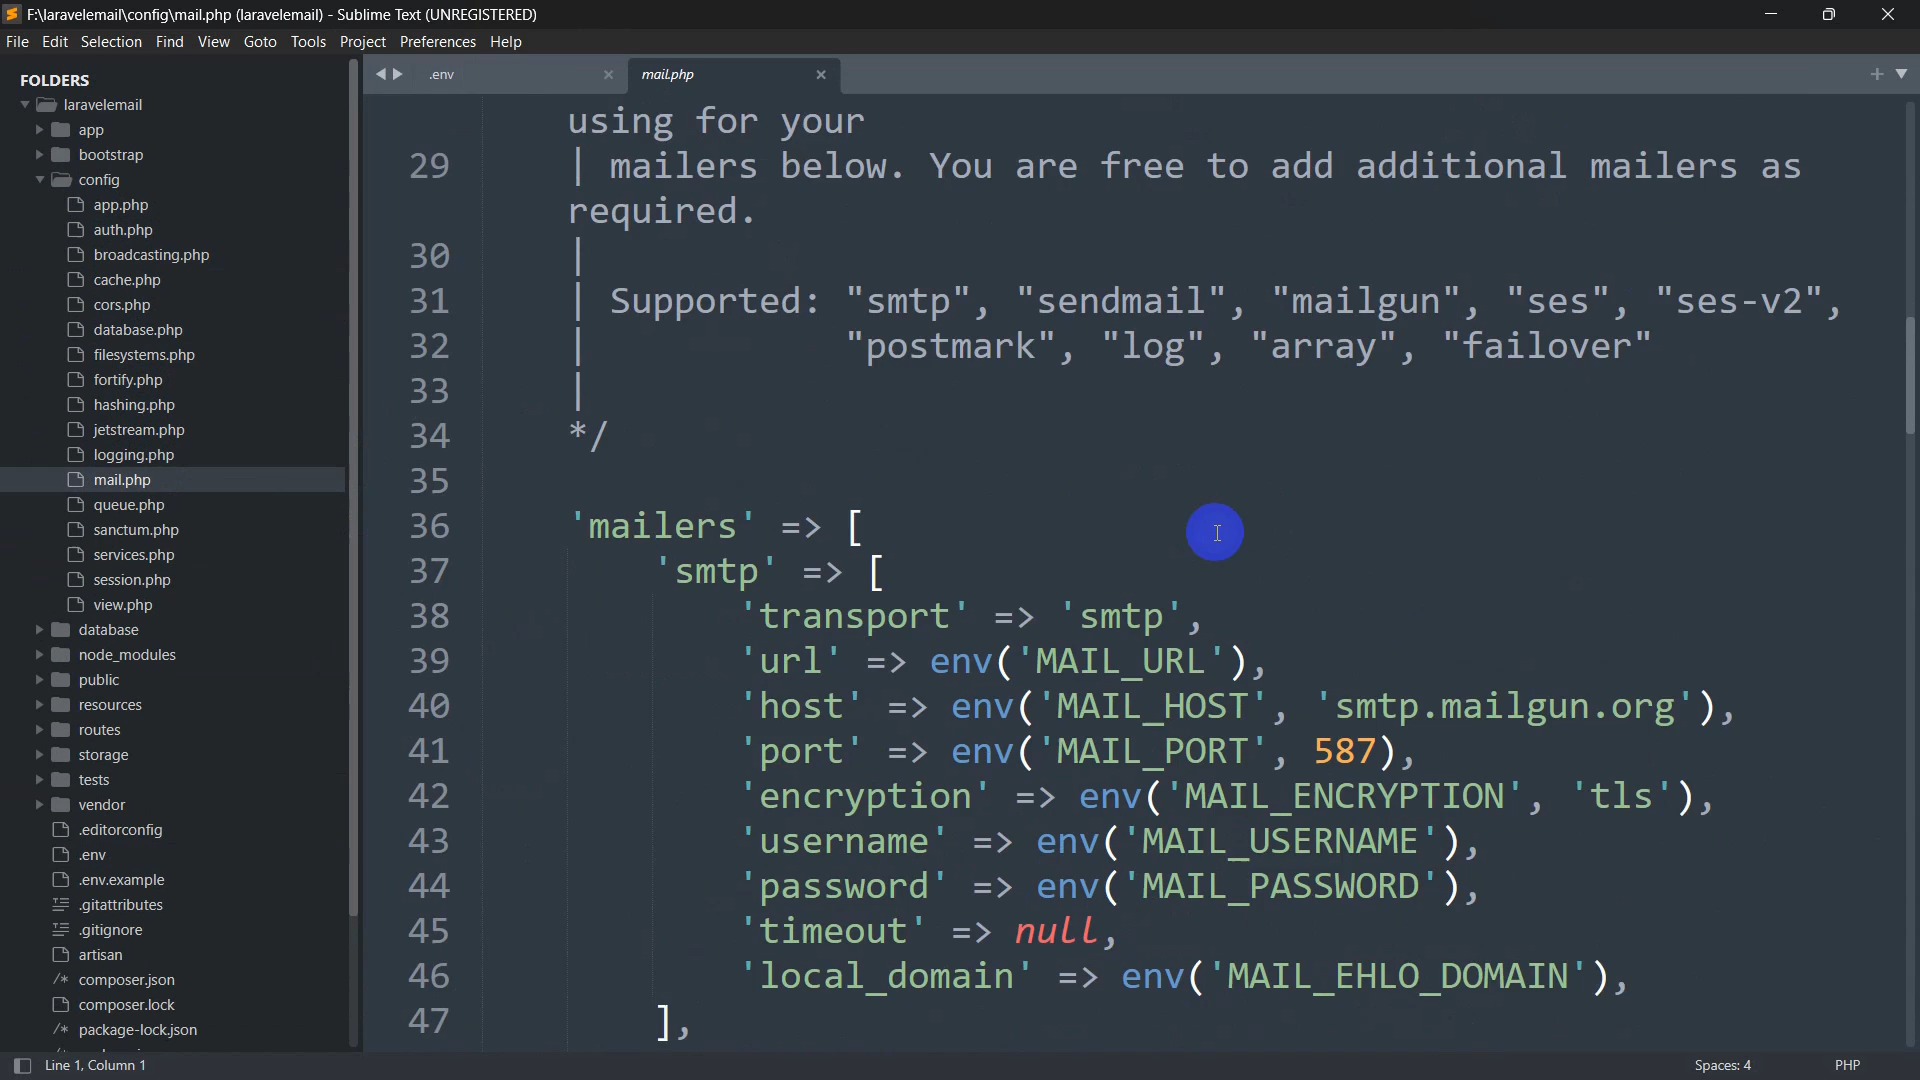 F:\laravelemail\config\mail.php (laravelemail) - Sublime Text (UNREGISTERED)
File Edit Selection Find View Goto Tools Project Preferences Help
FOLDERS
laravelemail
app
bootstrap
config
app.php
auth.php
broadcasting.php
cache.php
cors.php
database.php
filesystems.php
fortify.php
hashing.php
jetstream.php
logging.php
mail.php
queue.php
sanctum.php
services.php
session.php
view.php
database
node_modules
public
resources
routes
storage
tests
vendor
.editorconfig
.env
.env.example
.gitattributes
.gitignore
artisan
/* composer.json
composer.lock
/* package-lock.json
.env
mail.php
using for your
29 | mailers below. You are free to add additional mailers as
required.
30 |
31 | Supported: "smtp", "sendmail", "mailgun", "ses", "ses-v2",
32 | "postmark", "log", "array", "failover"
33 |
34 */
35
36 'mailers' => [
37 'smtp' => [
38 'transport' => 'smtp',
39 'url' => env('MAIL_URL'),
40 'host' => env('MAIL_HOST', 'smtp.mailgun.org'),
41 'port' => env('MAIL_PORT', 587),
42 'encryption' => env('MAIL_ENCRYPTION', 'tls'),
43 'username' => env('MAIL_USERNAME'),
44 'password' => env('MAIL_PASSWORD'),
45 'timeout' => null,
46 'local_domain' => env('MAIL_EHLO_DOMAIN'),
47 ],
Line 1, Column 1
Spaces: 4
PHP